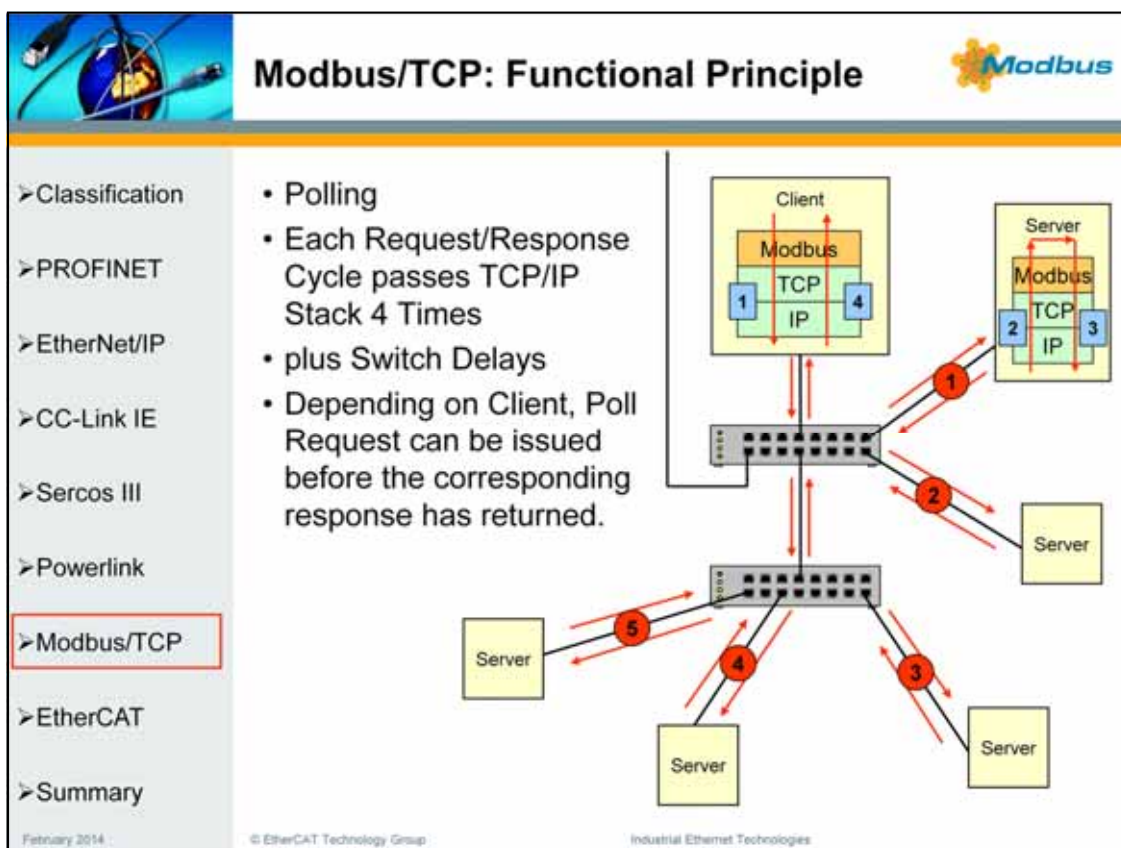 Modbus/TCP: Functional Principle
Modbus
➢Classification
➢PROFINET
➢EtherNet/IP
➢CC-Link IE
➢Sercos III
➢Powerlink
➢Modbus/TCP
➢EtherCAT
➢Summary
• Polling
• Each Request/Response
Cycle passes TCP/IP
Stack 4 Times
• plus Switch Delays
• Depending on Client, Poll
Request can be issued
before the corresponding
response has returned.
Client
Modbus
TCP
IP
1
4
Server
Modbus
TCP
IP
2
3
1
2
Server
5
4
3
Server
Server
Server
February 2014
© EtherCAT Technology Group
Industrial Ethernet Technologies